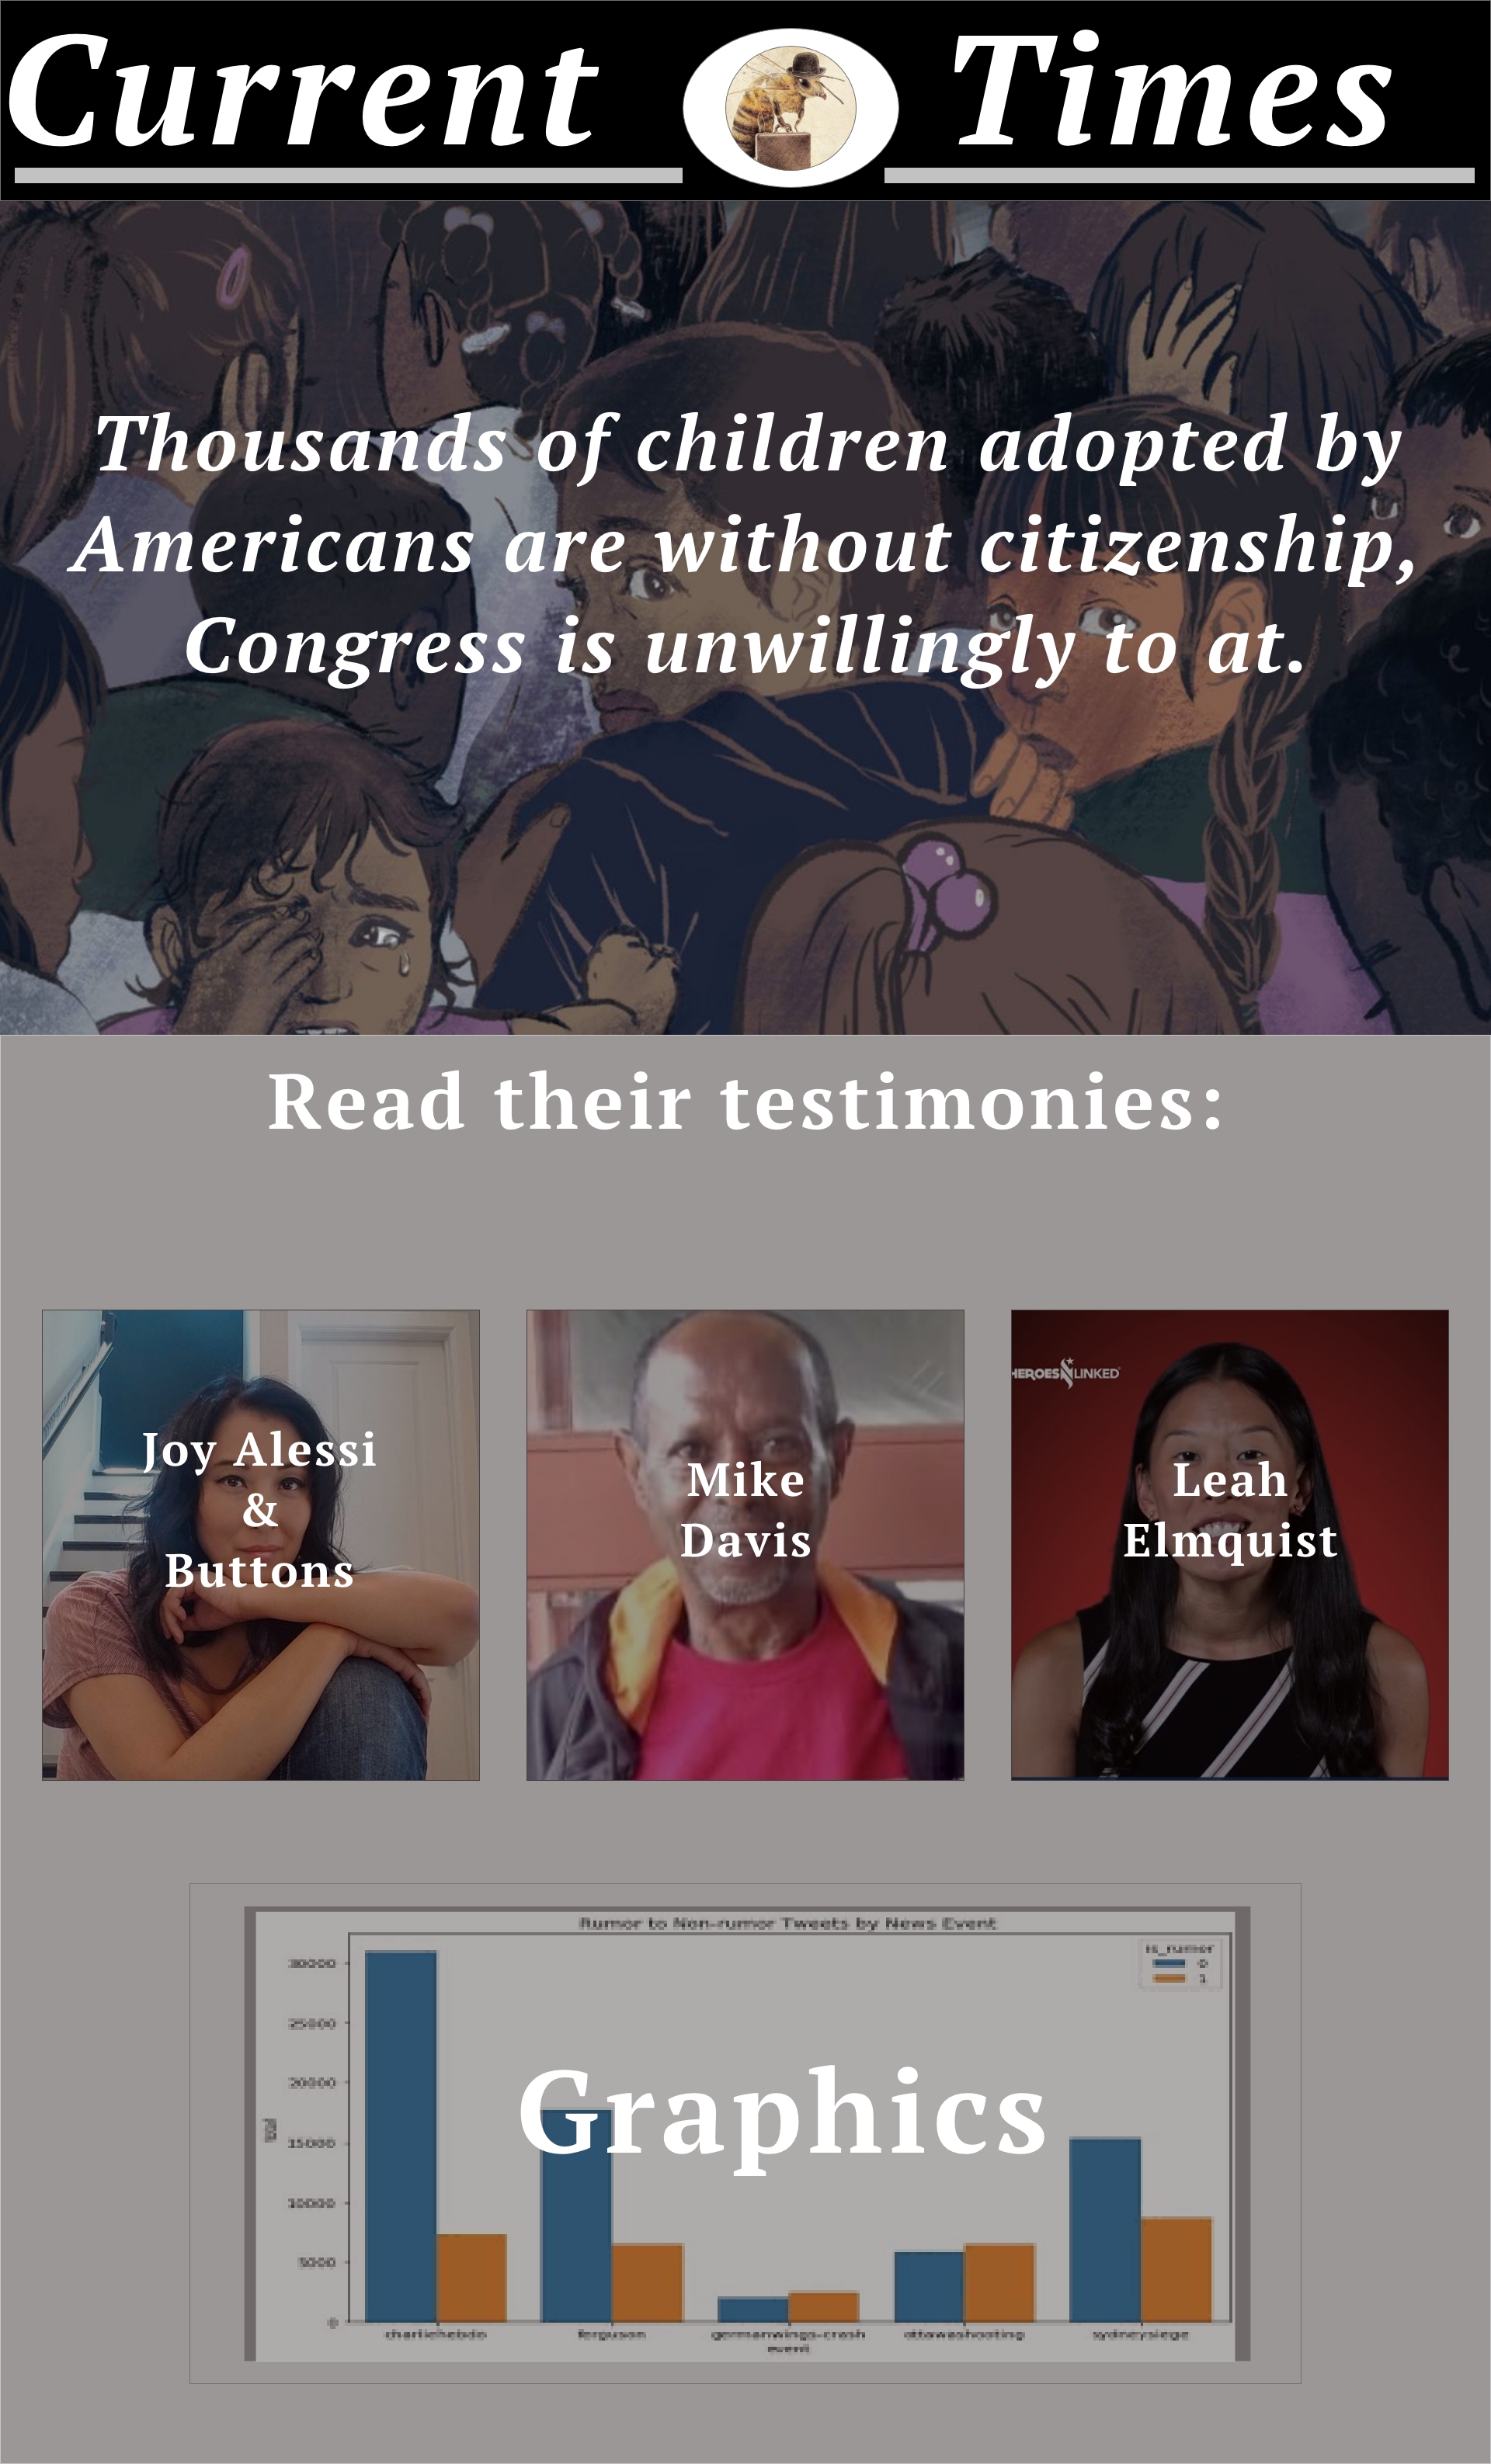 Current Times
Thousands of children adopted by
Americans are without citizenship,
Congress is unwillingly to at.
Read their testimonies:
Joy Alessi
&
Buttons
Mike
Davis
HEROES LINKED
Leah
Elmquist
Rumor to Non-rumor Tweets by News Event
is_rumor
0
1
30000
25000
20000
15000
10000
5000
0
Graphics
charliehebdo ferguson germanwings-crash ottawashooting sydneysiege
event